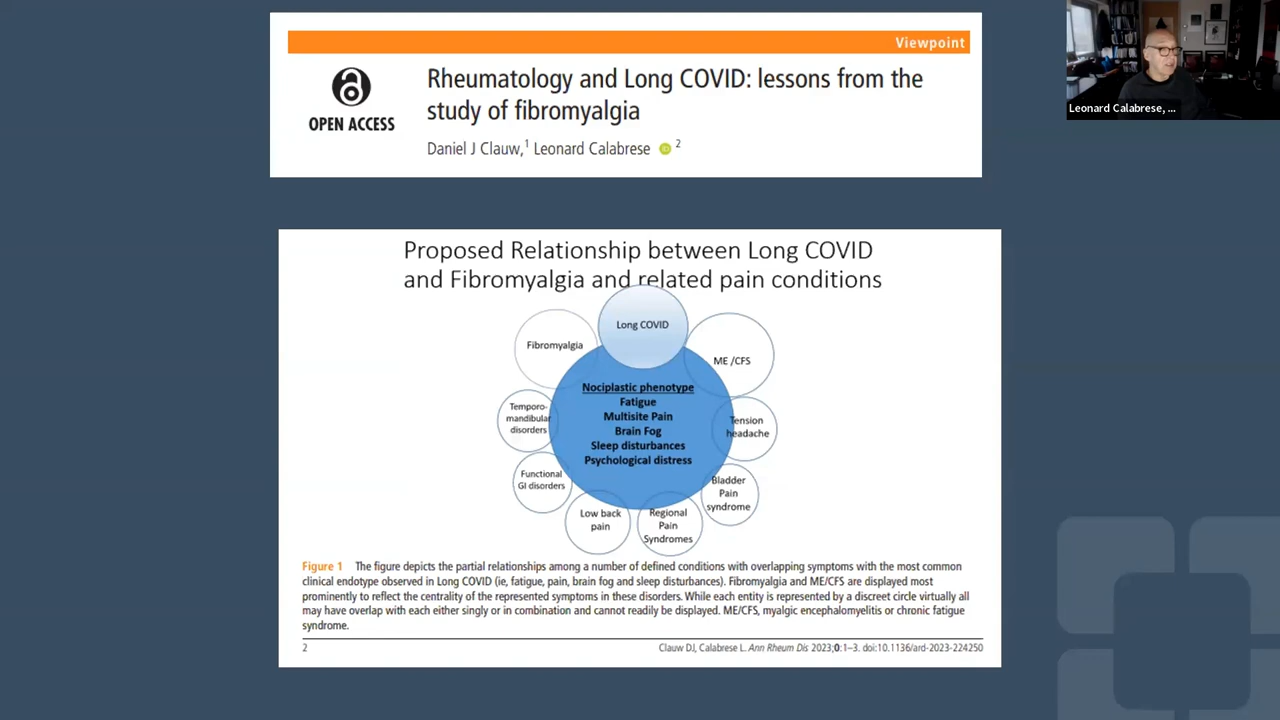 Viewpoint
OPEN ACCESS
Rheumatology and Long COVID: lessons from the
study of fibromyalgia
Daniel J Clauw,1 Leonard Calabrese 2
Leonard Calabrese, ...
Proposed Relationship between Long COVID
and Fibromyalgia and related pain conditions
Long COVID
Fibromyalgia
ME /CFS
Nociplastic phenotype
Fatigue
Multisite Pain
Brain Fog
Sleep disturbances
Psychological distress
Temporo-
mandibular
disorders
Tension
headache
Functional
GI disorders
Bladder
Pain
syndrome
Low back
pain
Regional
Pain
Syndromes
Figure 1 The figure depicts the partial relationships among a number of defined conditions with overlapping symptoms with the most common
clinical endotype observed in Long COVID (ie, fatigue, pain, brain fog and sleep disturbances). Fibromyalgia and ME/CFS are displayed most
prominently to reflect the centrality of the represented symptoms in these disorders. While each entity is represented by a discreet circle virtually all
may have overlap with each either singly or in combination and cannot readily be displayed. ME/CFS, myalgic encephalomyelitis or chronic fatigue
syndrome.
2
Clauw DJ, Calabrese L. Ann Rheum Dis 2023;0:1–3. doi:10.1136/ard-2023-224250